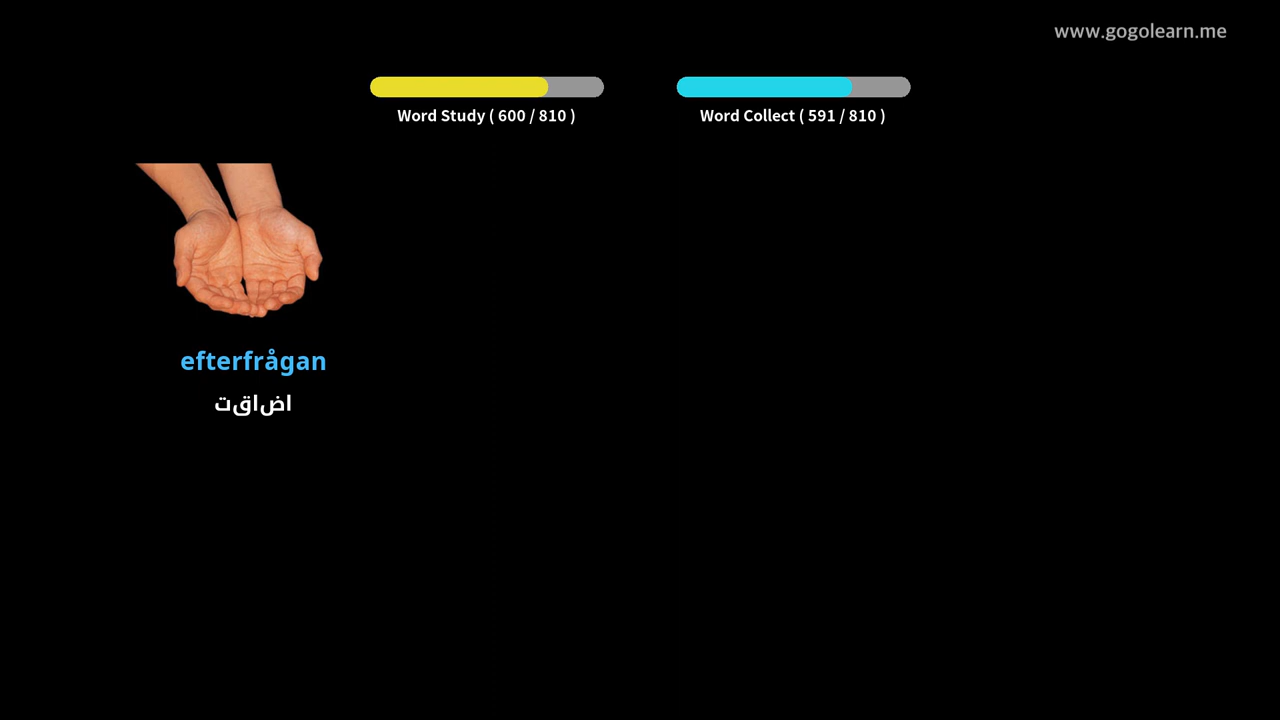 www.gogolearn.me
Word Study ( 600 / 810 )
Word Collect ( 591 / 810 )
efterfrågan
اضاقت